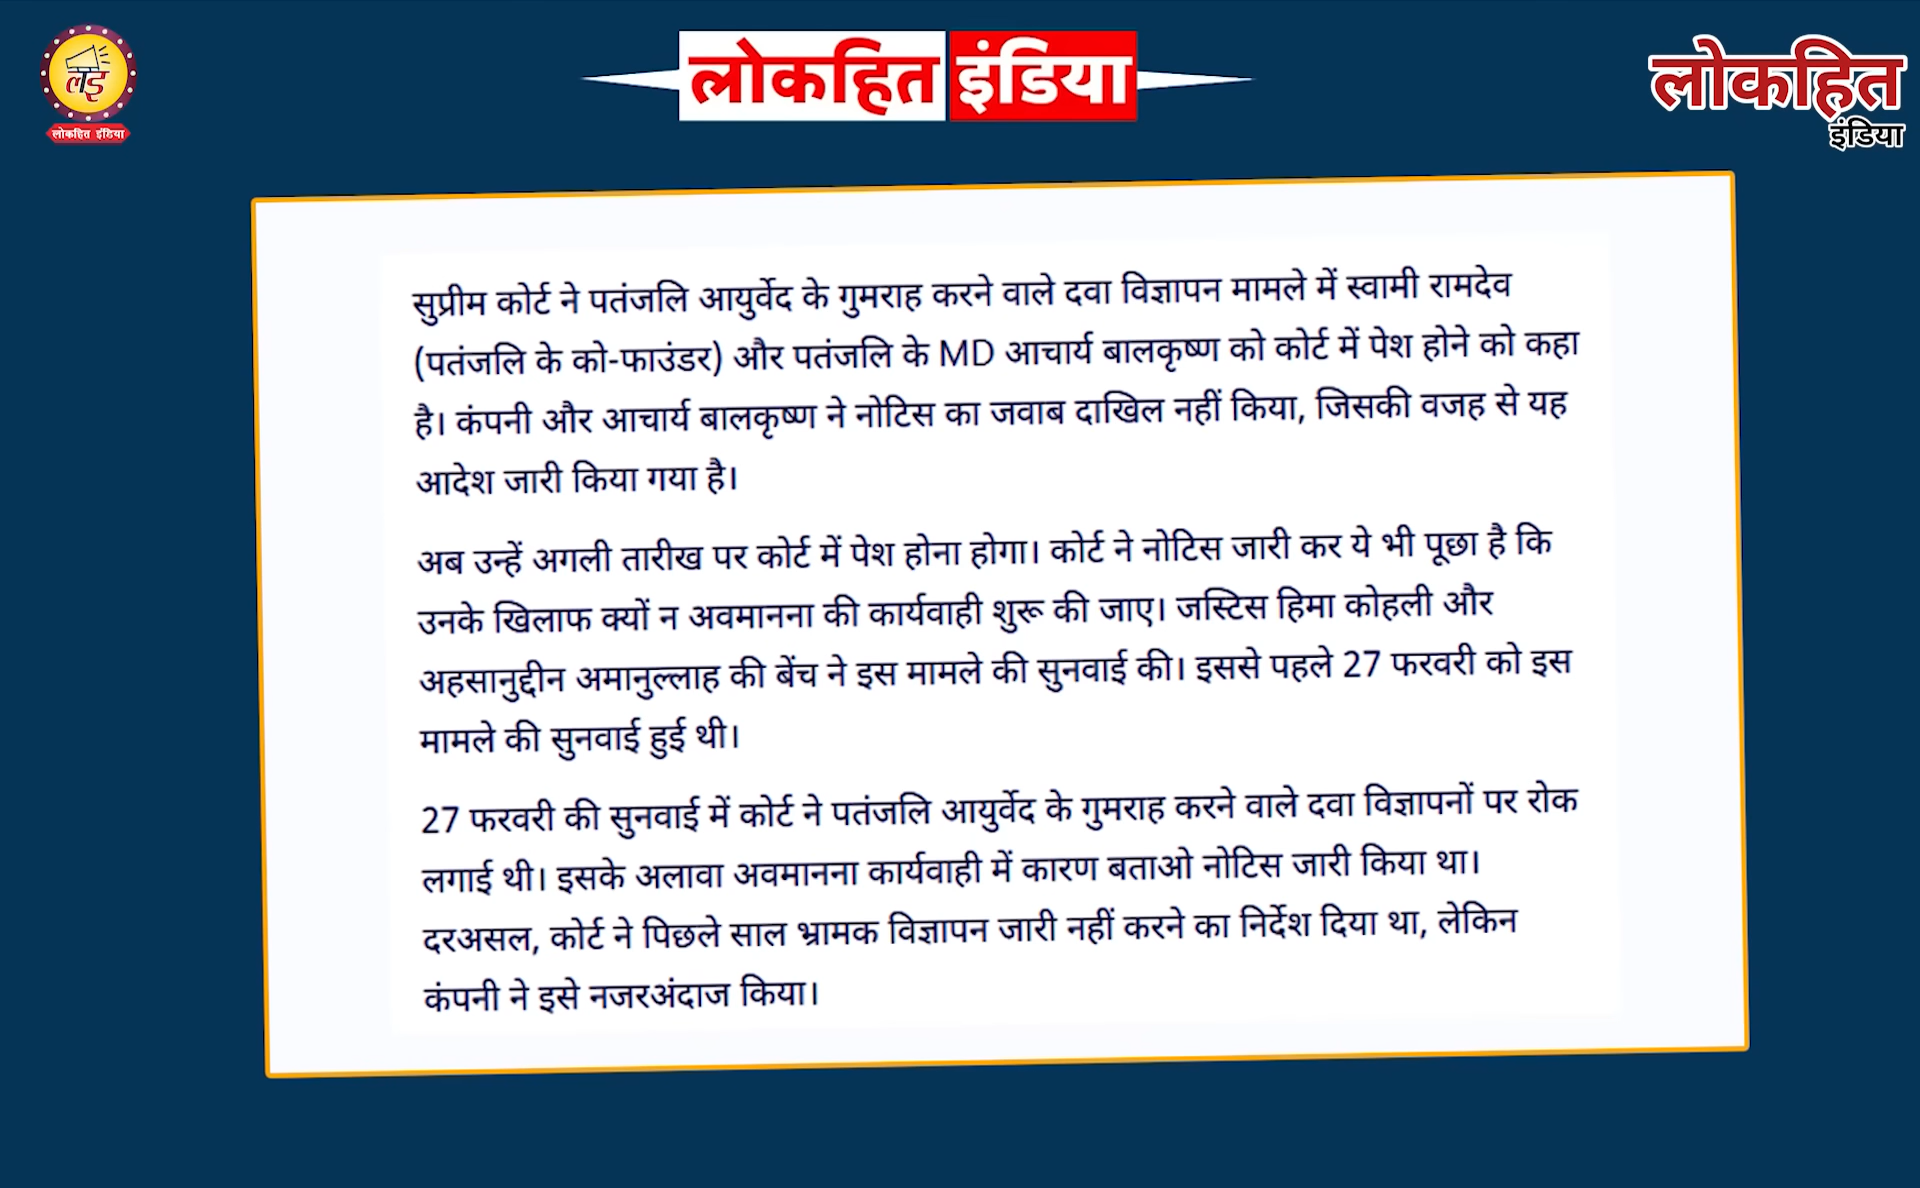 लोकहित इंडिया
लइ
लोकहित इंडिया
लोकहित
इंडिया
सुप्रीम कोर्ट ने पतंजलि आयुर्वेद के गुमराह करने वाले दवा विज्ञापन मामले में स्वामी रामदेव
(पतंजलि के को-फाउंडर) और पतंजलि के MD आचार्य बालकृष्ण को कोर्ट में पेश होने को कहा
है। कंपनी और आचार्य बालकृष्ण ने नोटिस का जवाब दाखिल नहीं किया, जिसकी वजह से यह
आदेश जारी किया गया है।
अब उन्हें अगली तारीख पर कोर्ट में पेश होना होगा। कोर्ट ने नोटिस जारी कर ये भी पूछा है कि
उनके खिलाफ क्यों न अवमानना की कार्यवाही शुरू की जाए। जस्टिस हिमा कोहली और
अहसानुद्दीन अमानुल्लाह की बेंच ने इस मामले की सुनवाई की। इससे पहले 27 फरवरी को इस
मामले की सुनवाई हुई थी।
27 फरवरी की सुनवाई में कोर्ट ने पतंजलि आयुर्वेद के गुमराह करने वाले दवा विज्ञापनों पर रोक
लगाई थी। इसके अलावा अवमानना कार्यवाही में कारण बताओ नोटिस जारी किया था।
दरअसल, कोर्ट ने पिछले साल भ्रामक विज्ञापन जारी नहीं करने का निर्देश दिया था, लेकिन
कंपनी ने इसे नजरअंदाज किया।